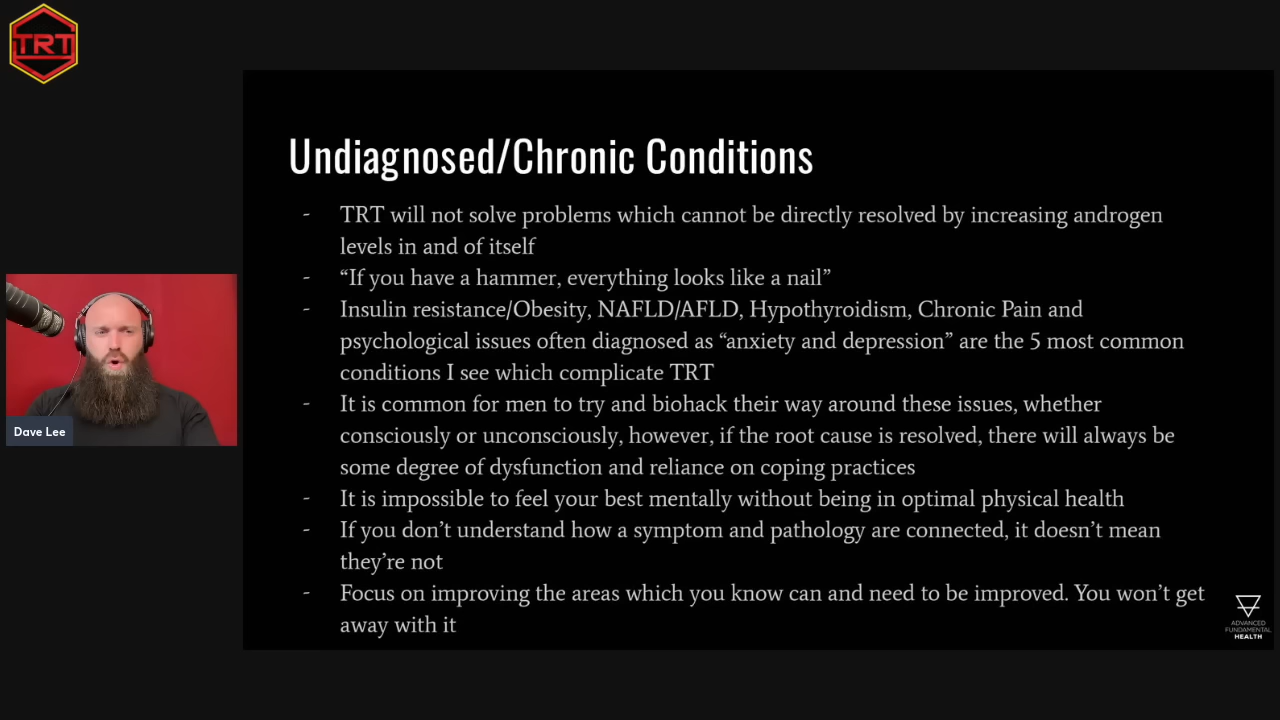 TRT
Undiagnosed/Chronic Conditions
- TRT will not solve problems which cannot be directly resolved by increasing androgen
levels in and of itself
- “If you have a hammer, everything looks like a nail”
- Insulin resistance/Obesity, NAFLD/AFLD, Hypothyroidism, Chronic Pain and
psychological issues often diagnosed as “anxiety and depression” are the 5 most common
conditions I see which complicate TRT
- It is common for men to try and biohack their way around these issues, whether
consciously or unconsciously, however, if the root cause is resolved, there will always be
some degree of dysfunction and reliance on coping practices
- It is impossible to feel your best mentally without being in optimal physical health
- If you don’t understand how a symptom and pathology are connected, it doesn’t mean
they’re not
- Focus on improving the areas which you know can and need to be improved. You won’t get
away with it
Dave Lee
ADVANCED
FUNDAMENTAL
HEALTH